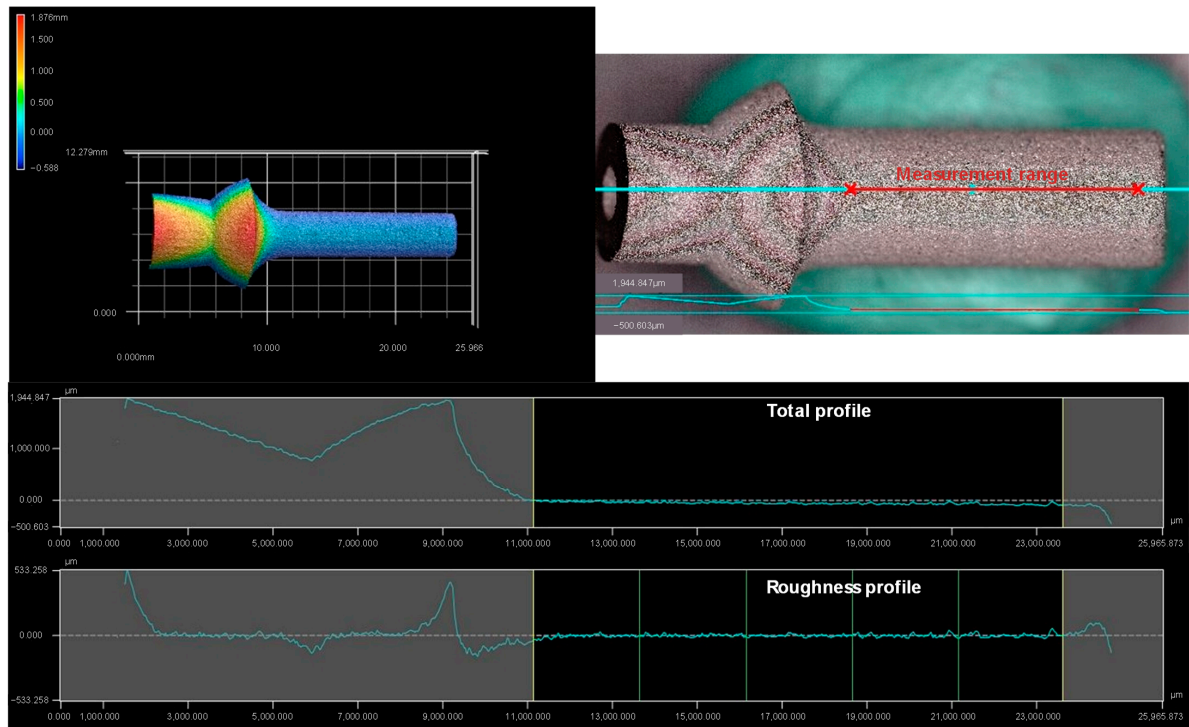 1.876mm
1.500
1.000
0.500
0.000
−0.588
12.279mm
0.000
0.000mm
10.000
20.000
25.966
Measurement range
1,944.847µm
−500.603µm
µm
1,944.847
1,000.000
0.000
−500.603
Total profile
µm
0.000 1,000.000 3,000.000 5,000.000 7,000.000 9,000.000 11,000.000 13,000.000 15,000.000 17,000.000 19,000.000 21,000.000 23,000.000 25,965.873
µm
533.258
0.000
−533.258
Roughness profile
µm
0.000 1,000.000 3,000.000 5,000.000 7,000.000 9,000.000 11,000.000 13,000.000 15,000.000 17,000.000 19,000.000 21,000.000 23,000.000 25,965.873